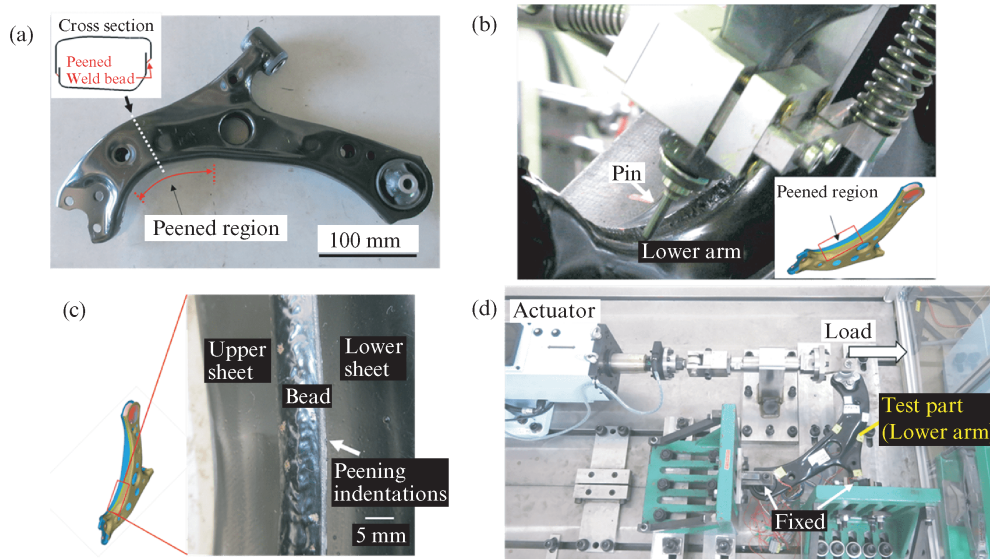 (a)
Cross section
Peened
Weld bead
Peened region
100 mm
(b)
Pin
Lower arm
Peened region
(c)
Upper
sheet
Lower
sheet
Bead
Peening
indentations
5 mm
(d)
Actuator
Load
Test part
(Lower arm
Fixed